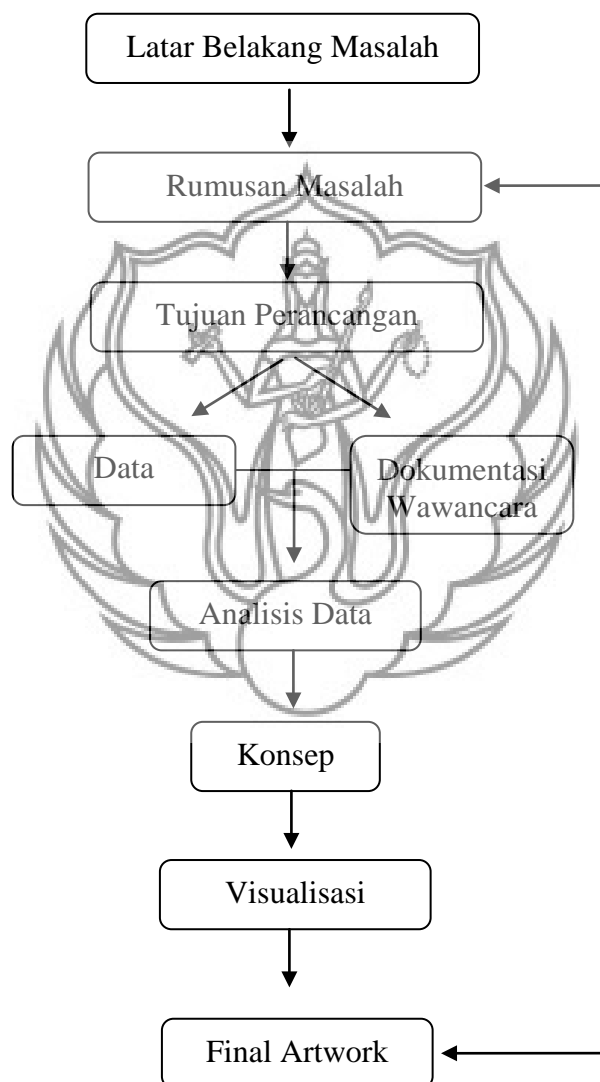 Latar Belakang Masalah
Rumusan Masalah
Tujuan Perancangan
Data
Dokumentasi
Wawancara
Analisis Data
Konsep
Visualisasi
Final Artwork